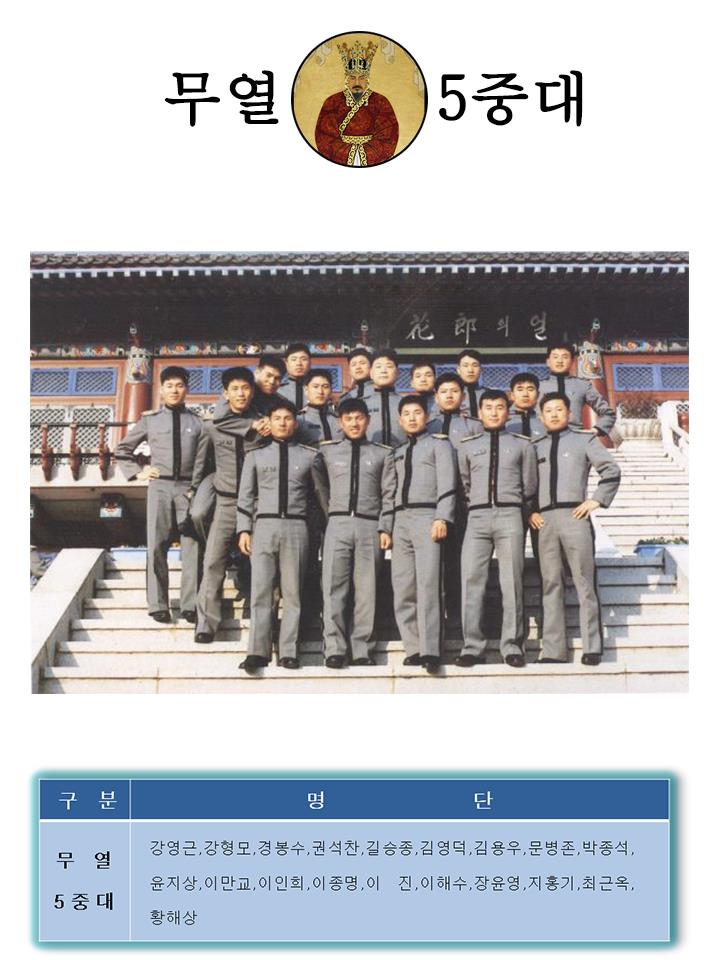 무열 5중대
花郎의 얼
구 분 명 단
무 열
5중대
강영근,강형모,경봉수,권석찬,길승종,김영덕,김용우,문병존,박종석,
윤지상,이만교,이인희,이종명,이 진,이해수,장윤영,지홍기,최근옥,
황해상